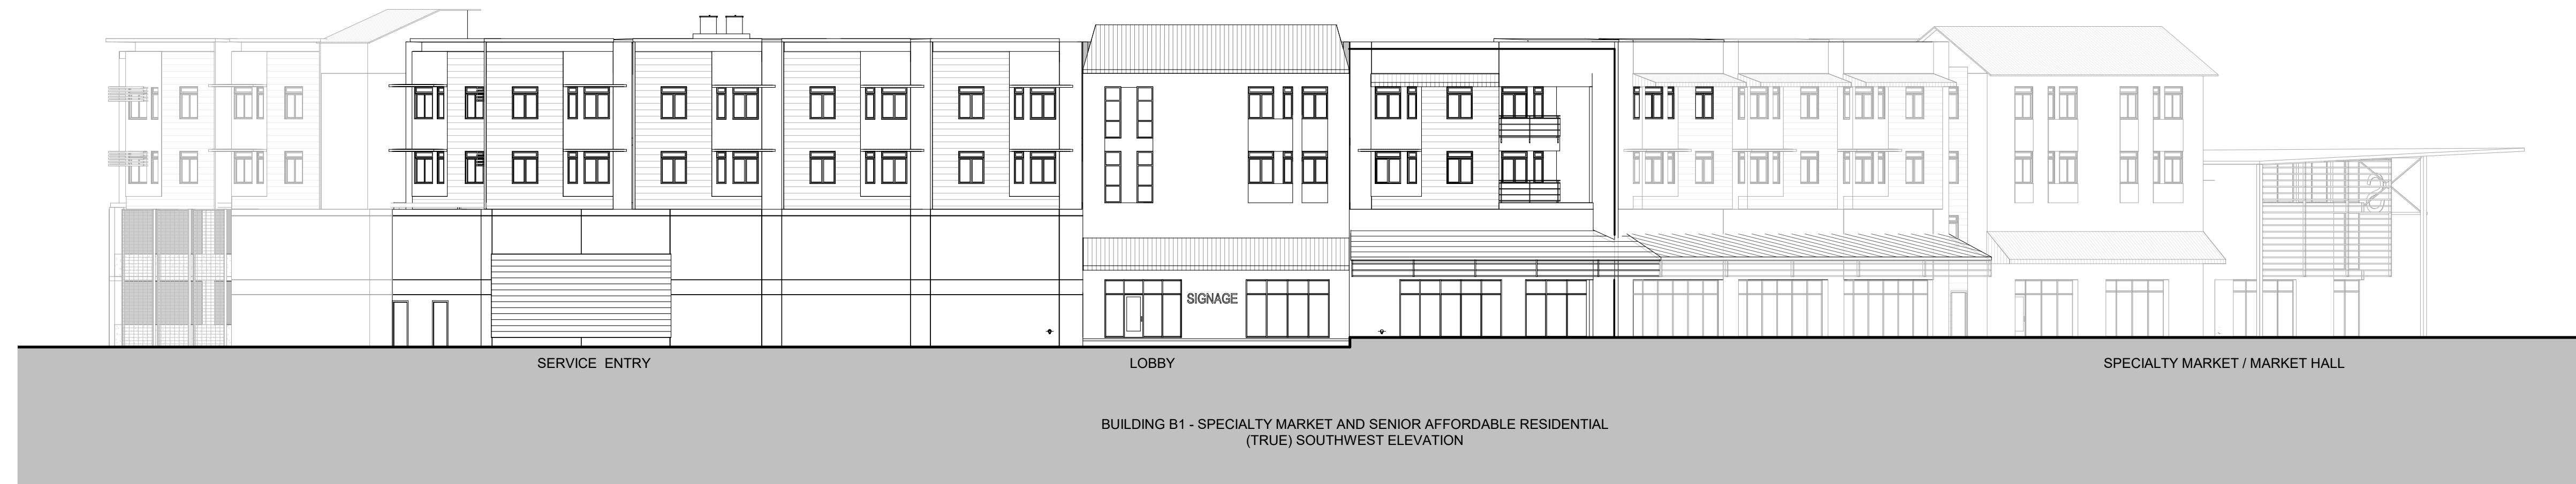 SIGNAGE
SERVICE ENTRY
LOBBY
SPECIALTY MARKET / MARKET HALL
BUILDING B1 - SPECIALTY MARKET AND SENIOR AFFORDABLE RESIDENTIAL
(TRUE) SOUTHWEST ELEVATION